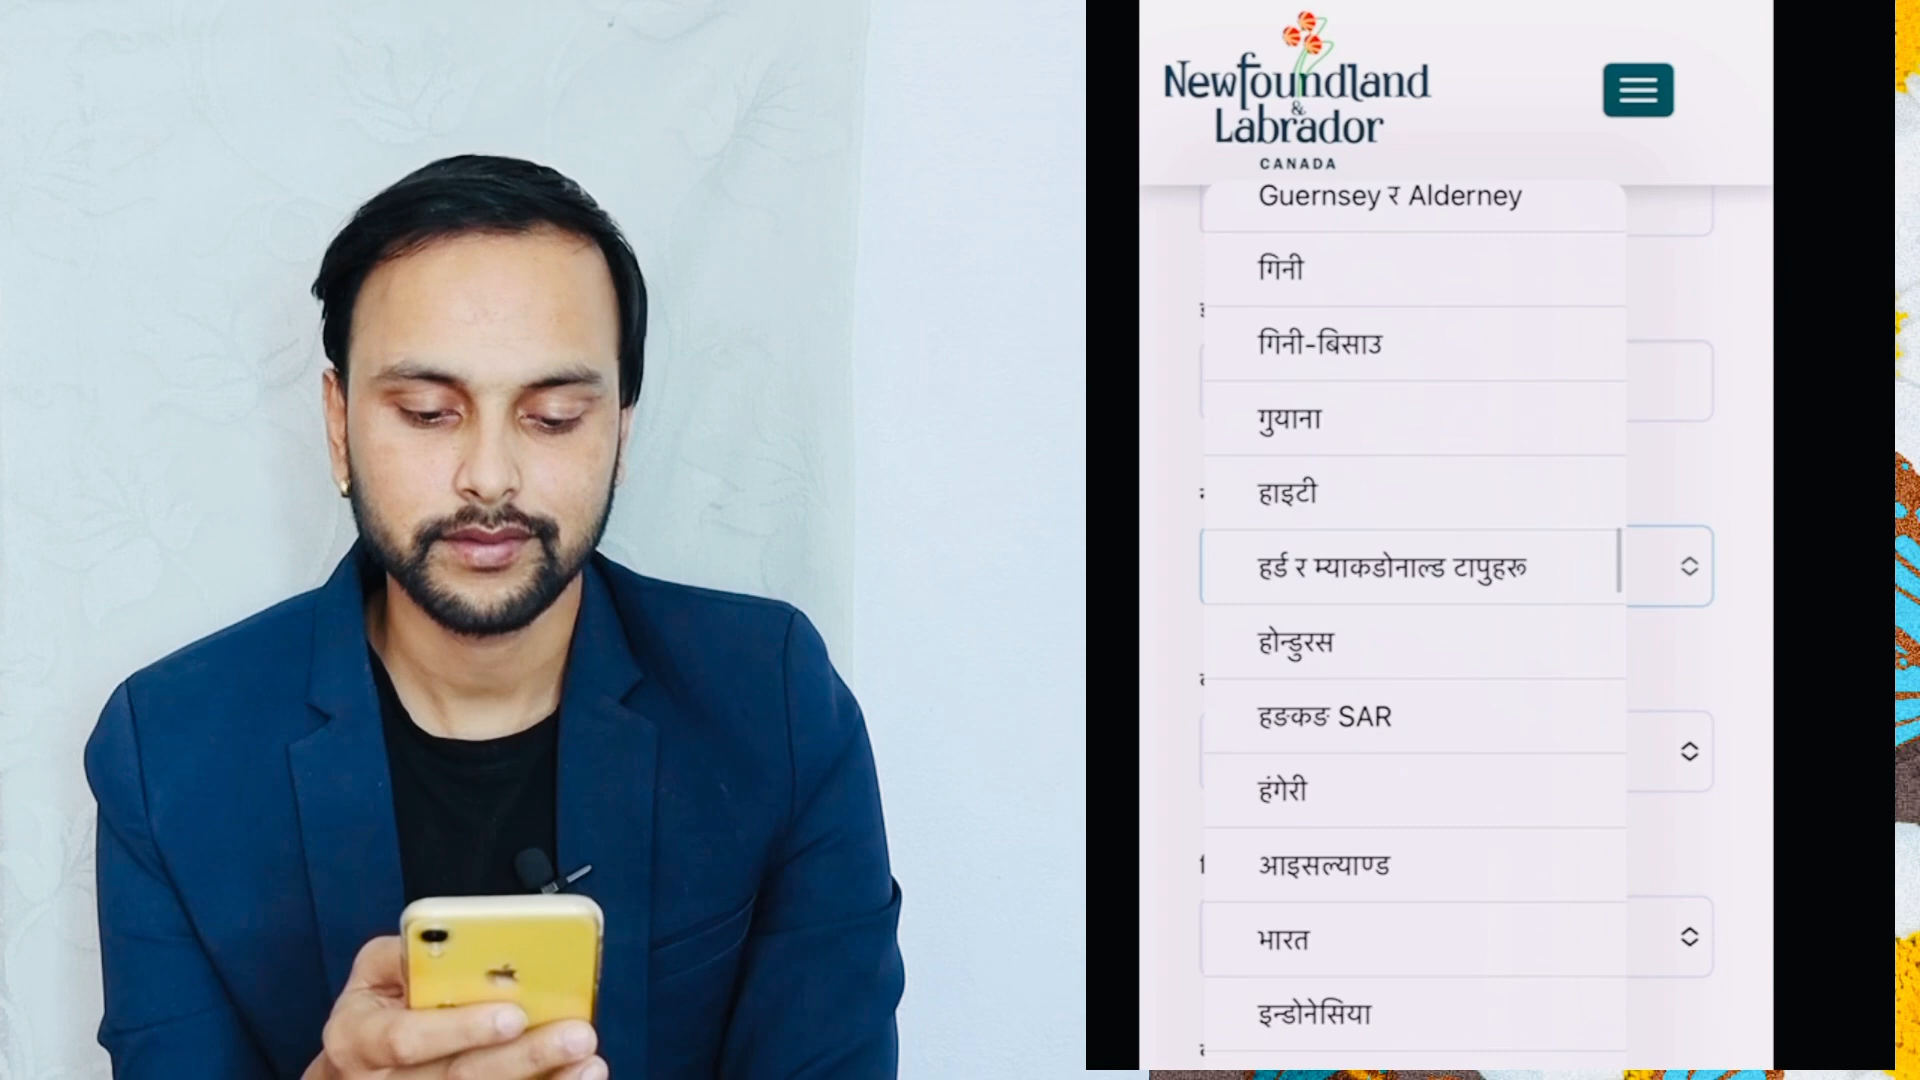 Newfoundland
&
Labrador
CANADA
Guernsey र Alderney
गिनी
गिनी-बिसाउ
गुयाना
हाइटी
हर्ड र म्याकडोनाल्ड टापुहरू
होन्डुरस
हङकङ SAR
हंगेरी
आइसल्याण्ड
भारत
इन्डोनेसिया